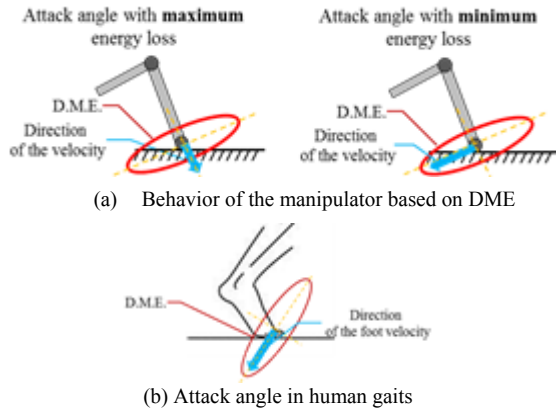 Attack angle with maximum
energy loss
D.M.E.
Direction
of the velocity
Attack angle with minimum
energy loss
D.M.E.
Direction
of the velocity
(a) Behavior of the manipulator based on DME
D.M.E.
Direction
of the foot velocity
(b) Attack angle in human gaits